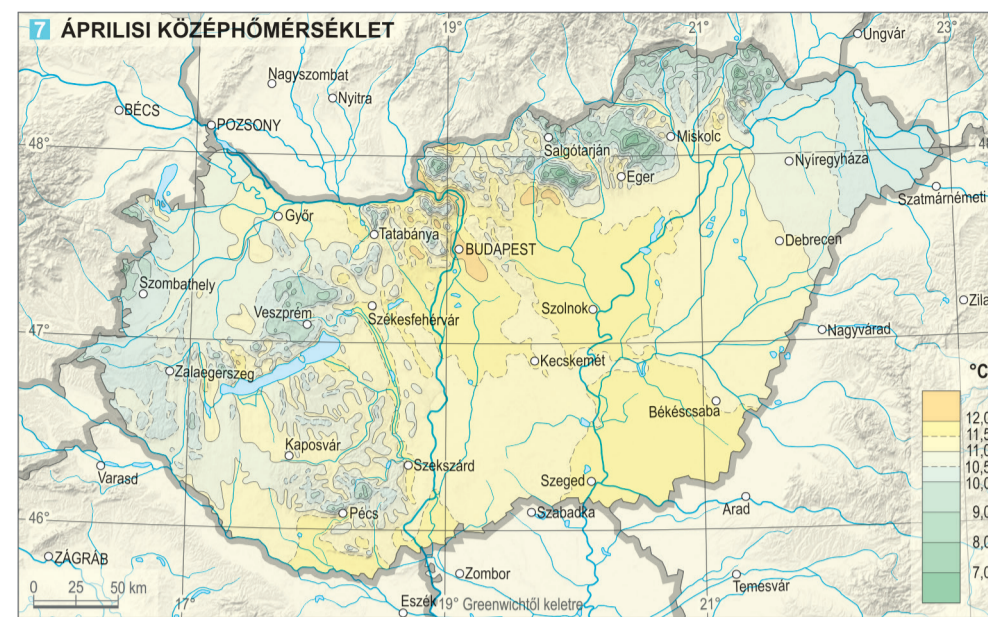 7 ÁPRILISI KÖZÉPHŐMÉRSÉKLET
19°
21°
23
Ungvár
Nagyszombat
Nyitra
BÉCS
POZSONY
48°
Salgótarján
Miskolc
Nyíregyháza
Eger
Szatmárnémeti
Győr
Tatabánya
BUDAPEST
Debrecen
Szombathely
Veszprém
Székesfehérvár
Szolnok
Zila
47°
Nagyvárad
Zalaegerszeg
Kecskemét
°C
Békéscsaba
12,0
11,5
11,0
10,5
10,0
9,0
8,0
7,0
Kaposvár
Szekszárd
Varasd
Szeged
Pécs
Szabadka
Arad
46°
ZÁGRÁB
Zombor
Temesvár
0 25 50 km
17°
Eszék
19° Greenwichtől keletre
21°